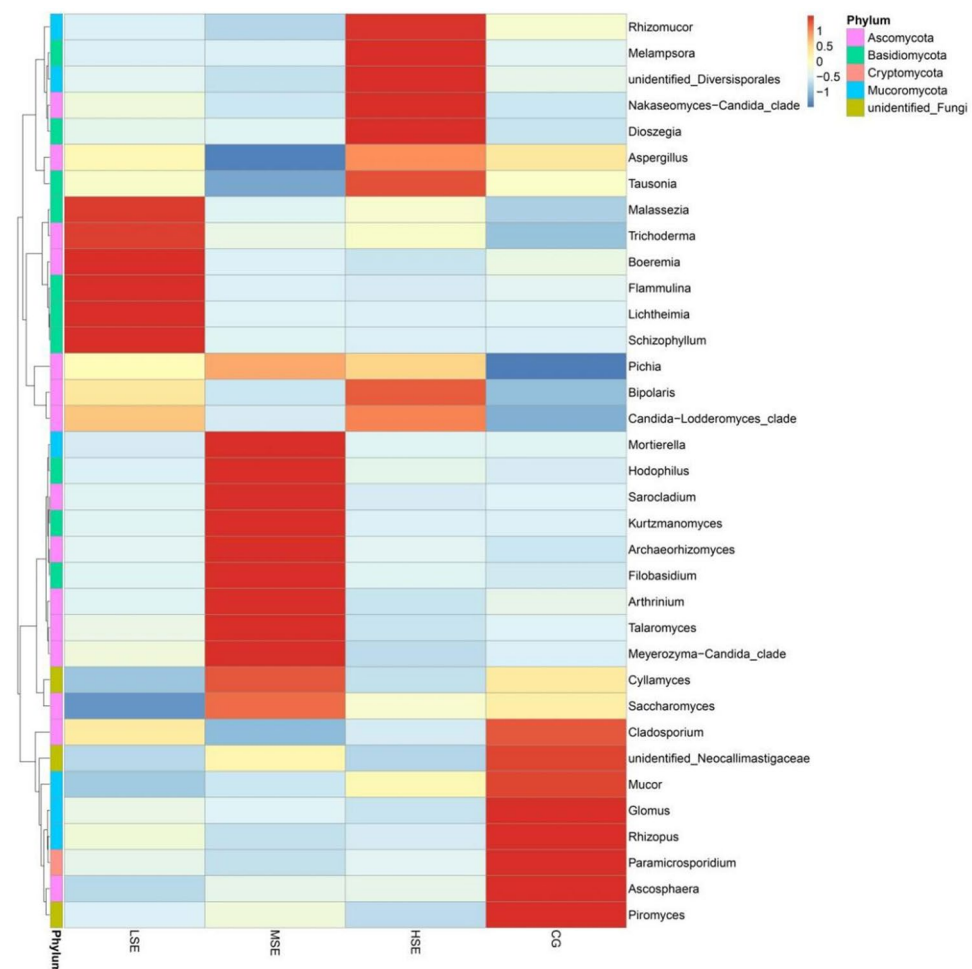 Rhizomucor
Melampsora
unidentified_Diversisporales
Nakaseomyces−Candida_clade
Dioszegia
Aspergillus
Tausonia
Malassezia
Trichoderma
Boeremia
Flammulina
Lichtheimia
Schizophyllum
Pichia
Bipolaris
Candida−Lodderomyces_clade
Mortierella
Hodophilus
Sarocladium
Kurtzmanomyces
Archaeorhizomyces
Filobasidium
Arthrinium
Talaromyces
Meyerozyma−Candida_clade
Cyllamyces
Saccharomyces
Cladosporium
unidentified_Neocallimastigaceae
Mucor
Glomus
Rhizopus
Paramicrosporidium
Ascosphaera
Piromyces
1
0.5
0
−0.5
−1
Phylum
Ascomycota
Basidiomycota
Cryptomycota
Mucoromycota
unidentified_Fungi
Phylum
LSE
MSE
HSE
CG